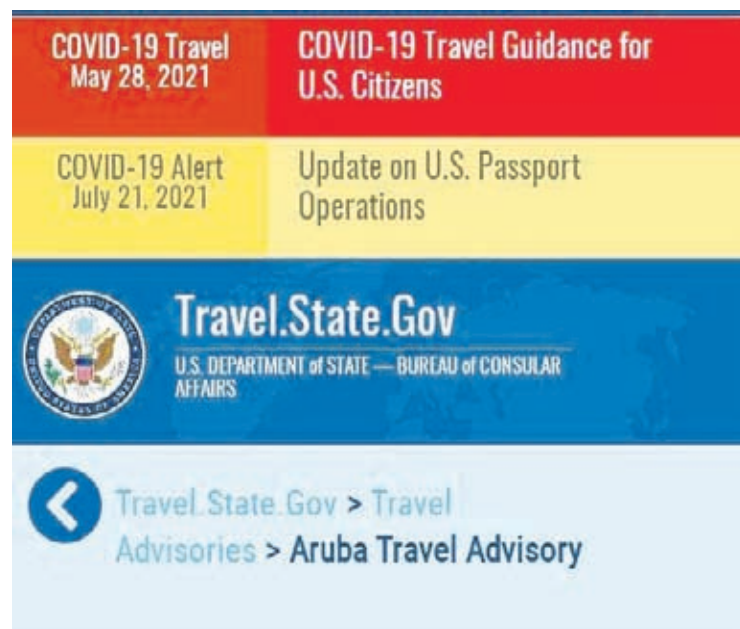 COVID-19 Travel
May 28, 2021
COVID-19 Travel Guidance for
U.S. Citizens
COVID-19 Alert
July 21, 2021
Update on U.S. Passport
Operations
Travel.State.Gov
U.S. DEPARTMENT of STATE — BUREAU of CONSULAR
AFFAIRS
Travel.State.Gov > Travel
Advisories > Aruba Travel Advisory